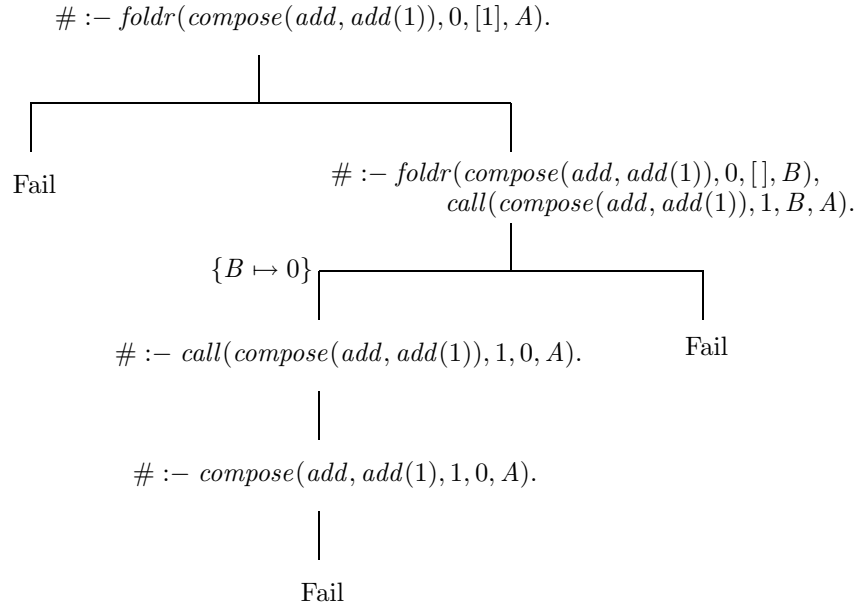 # :− foldr(compose(add, add(1)), 0, [1], A).
Fail
# :− foldr(compose(add, add(1)), 0, [ ], B),
call(compose(add, add(1)), 1, B, A).
{B ↦ 0}
# :− call(compose(add, add(1)), 1, 0, A).
Fail
# :− compose(add, add(1), 1, 0, A).
Fail